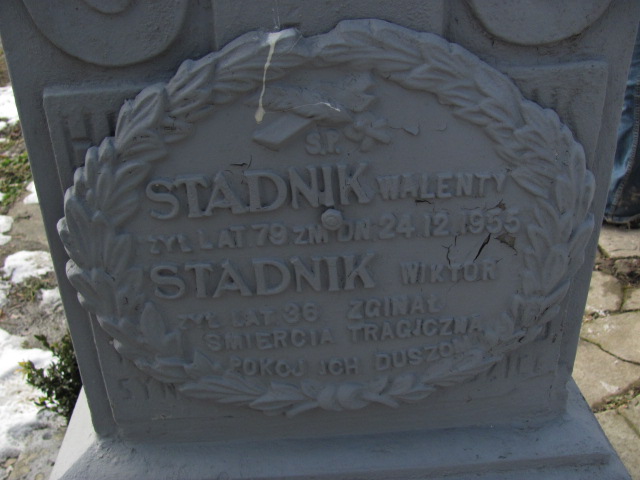 Ś.P.
STADNIK WALENTY
ŻYŁ LAT 79 ZM DN 24 12 1955
STADNIK WIKTOR
ŻYŁ LAT 36 ZGINĄŁ
ŚMIERCIĄ TRAGICZNĄ
POKÓJ ICH DUSZOM
SYN